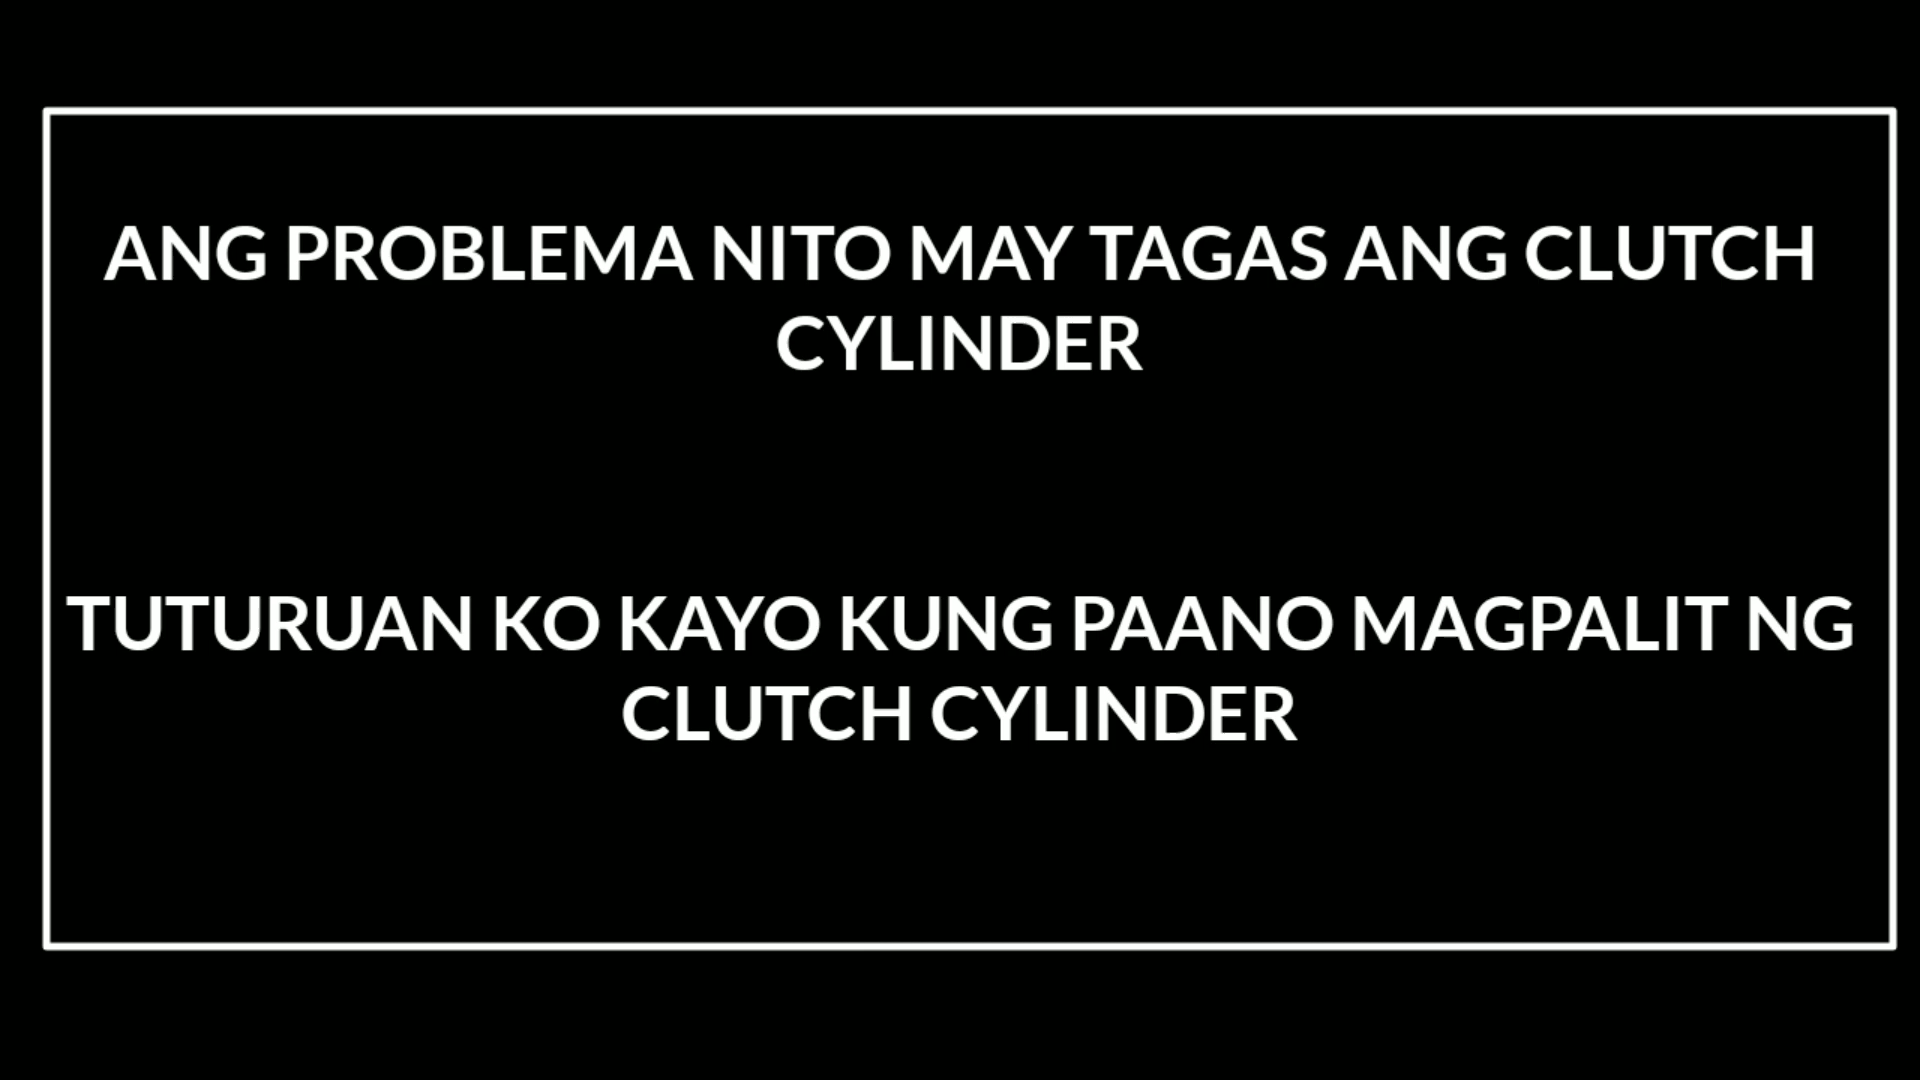 ANG PROBLEMA NITO MAY TAGAS ANG CLUTCH
CYLINDER
TUTURUAN KO KAYO KUNG PAANO MAGPALIT NG
CLUTCH CYLINDER